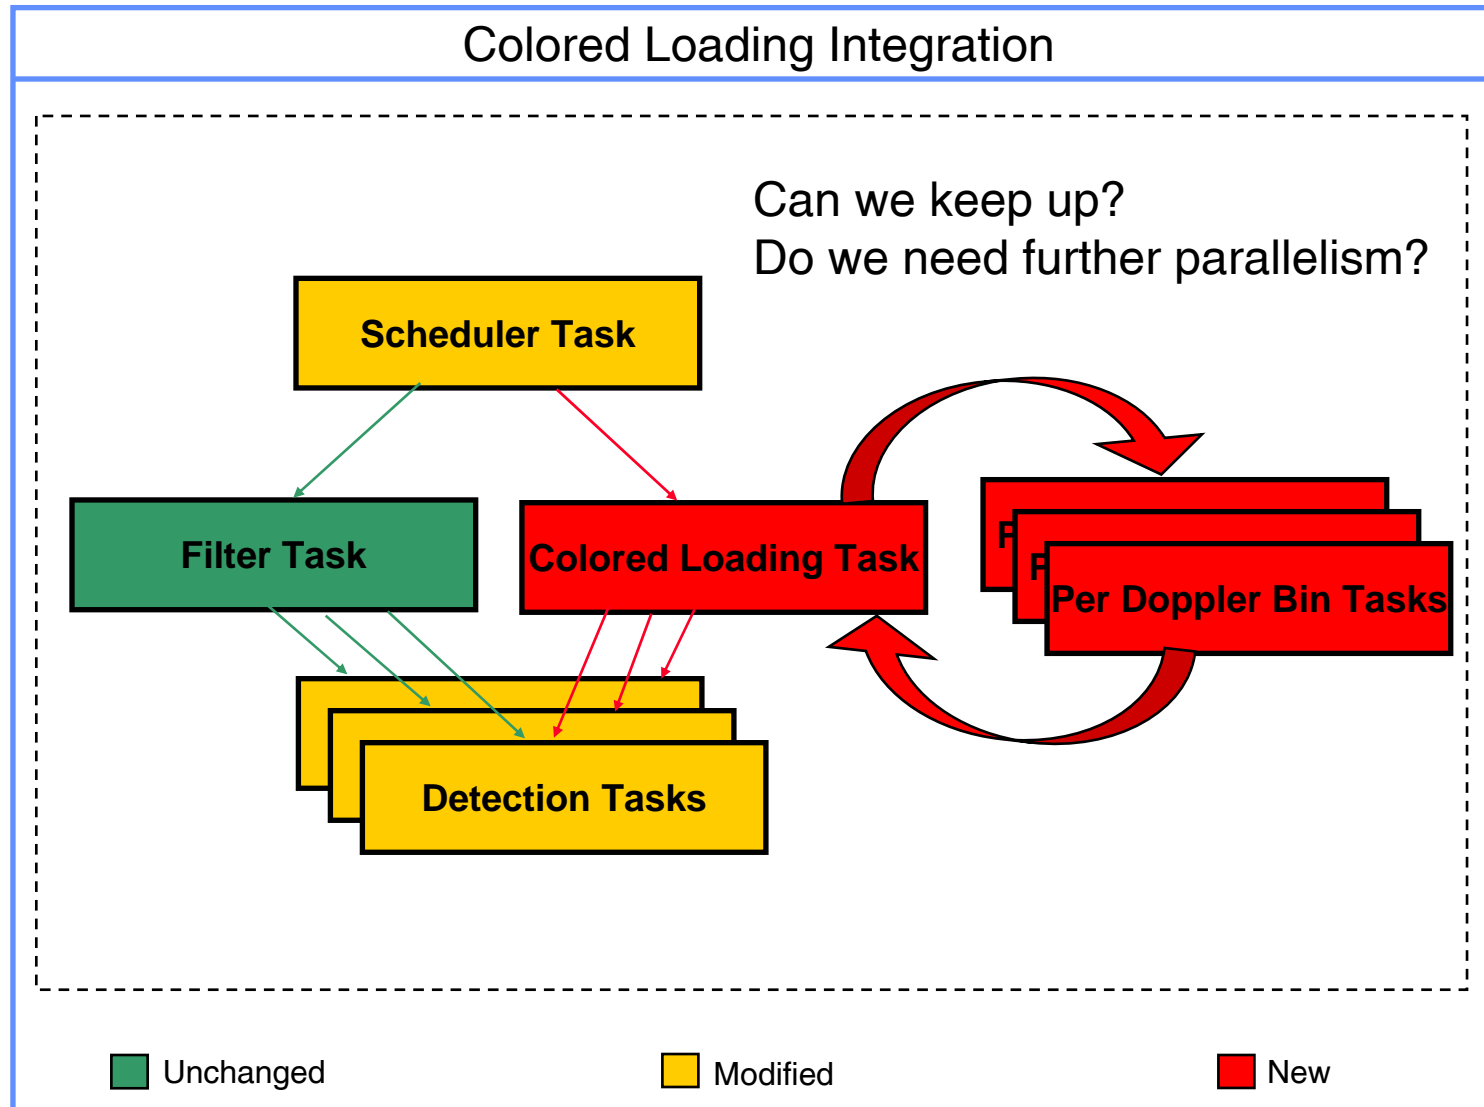 Colored Loading Integration
Can we keep up?
Do we need further parallelism?
Scheduler Task
Filter Task
Colored Loading Task
P
P
Per Doppler Bin Tasks
Detection Tasks
Unchanged
Modified
New